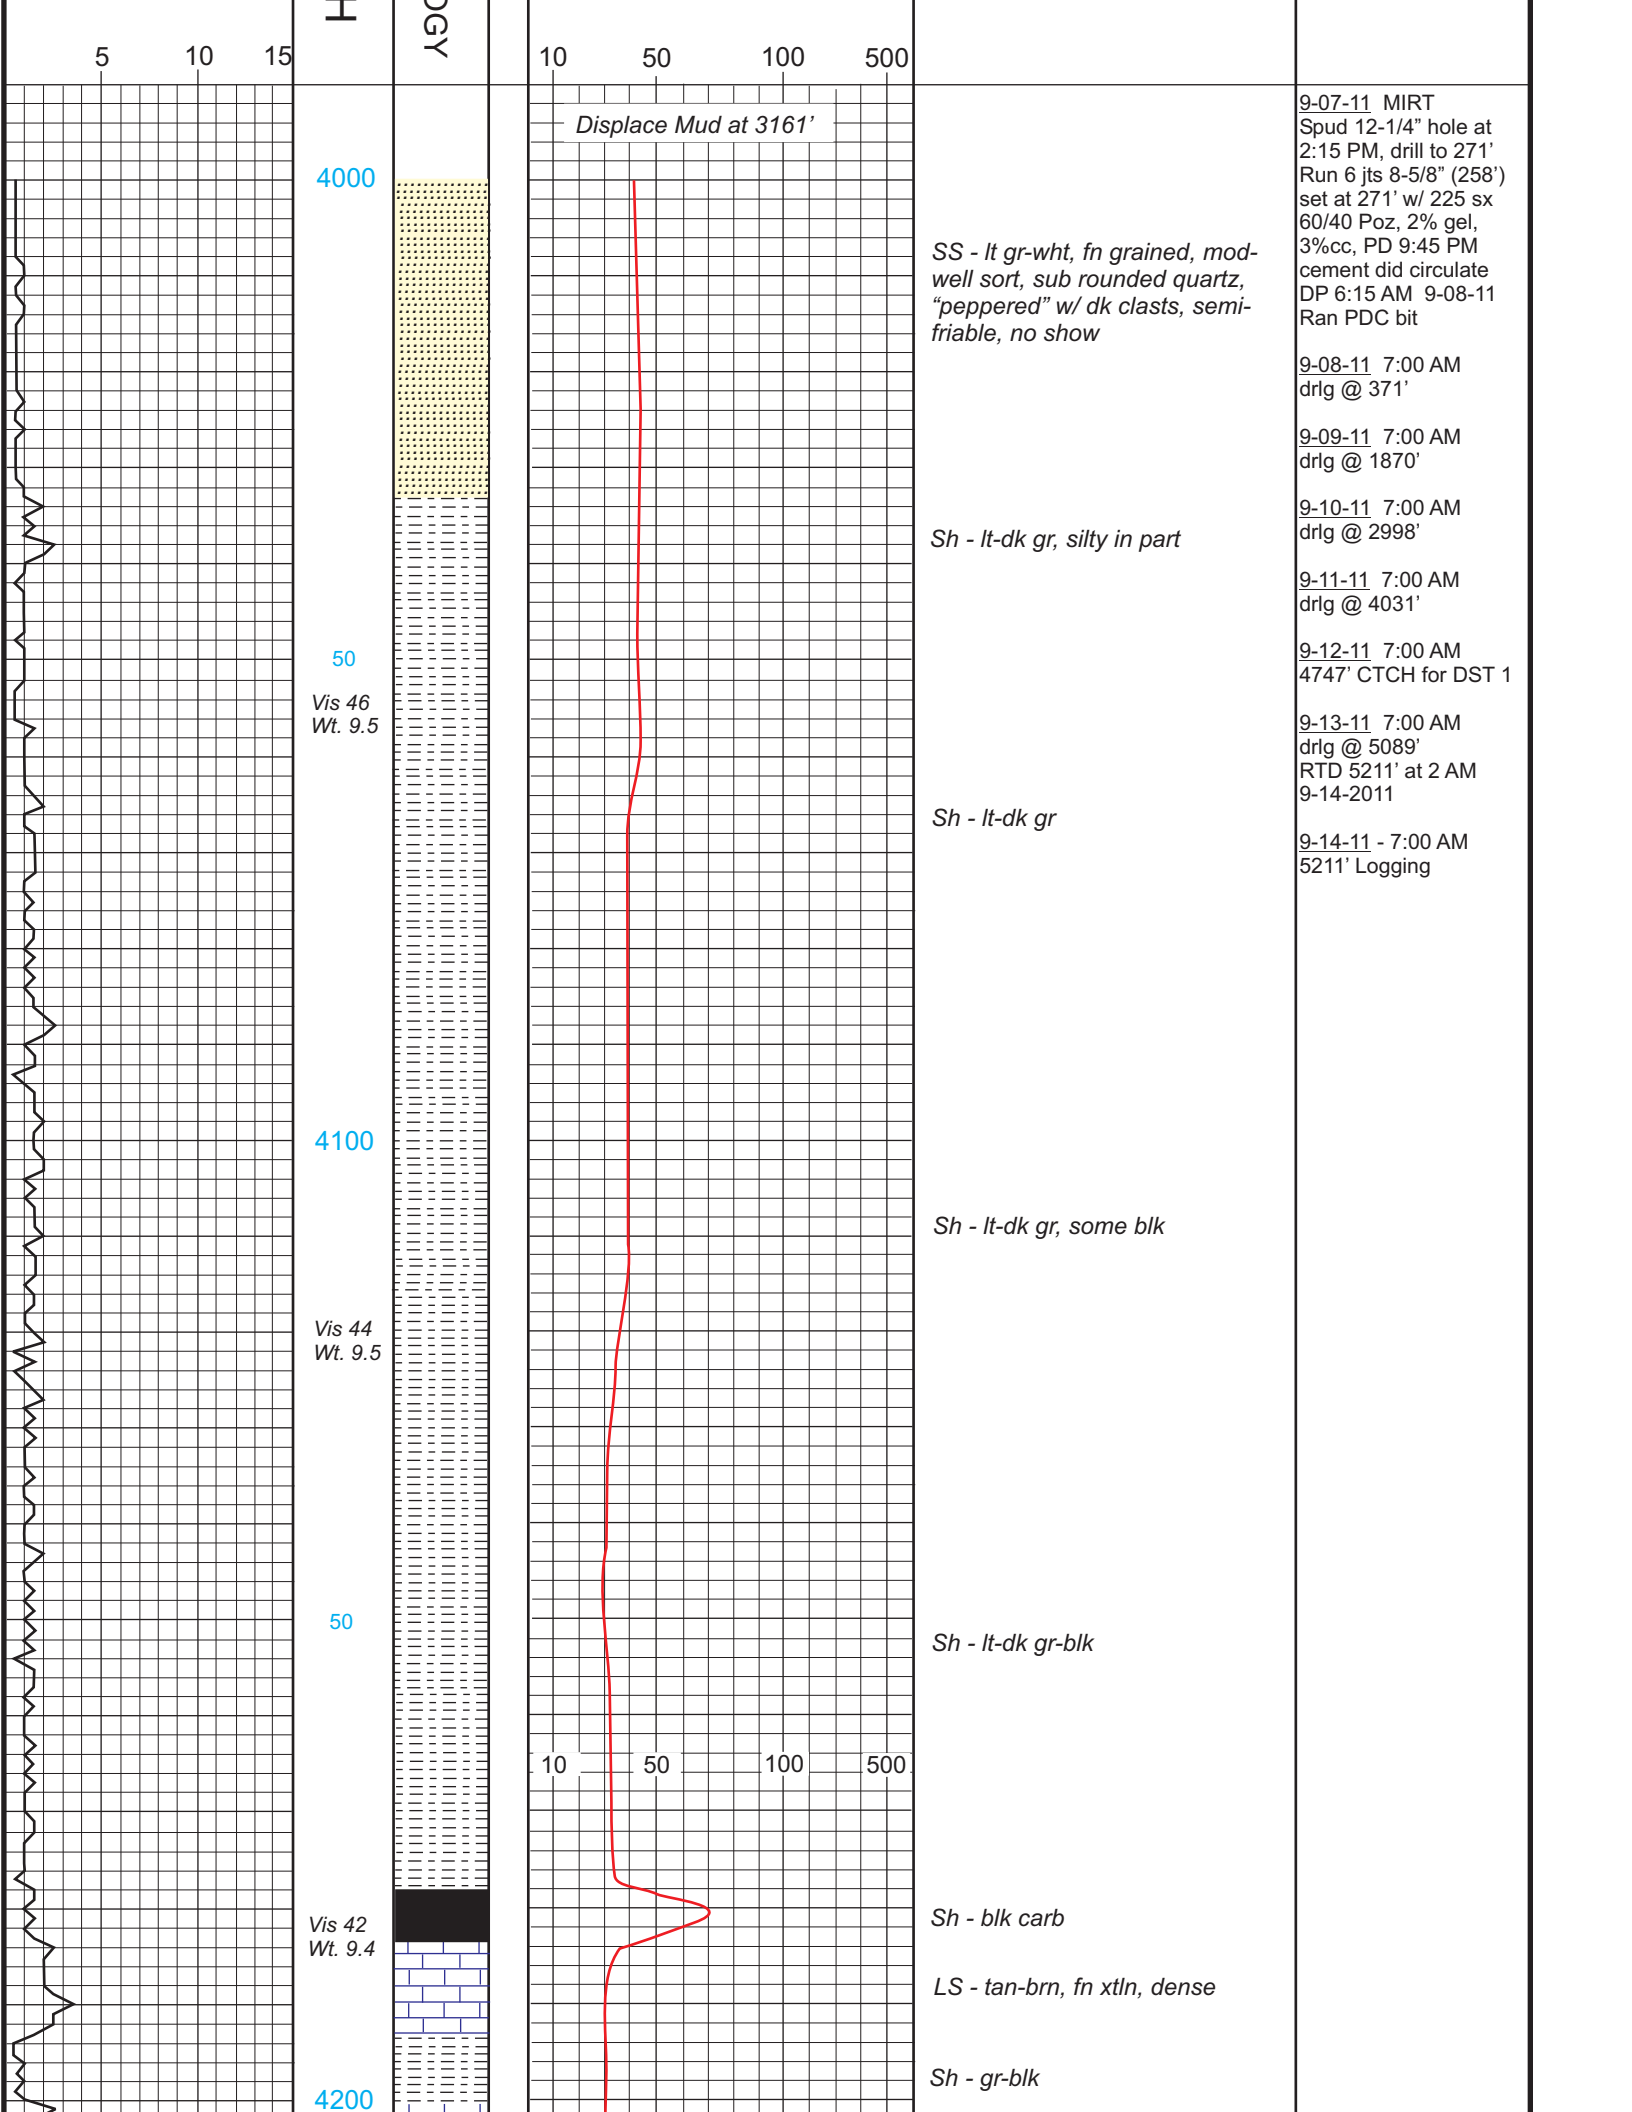 H
OGY
5 10 15
10 50 100 500
Displace Mud at 3161’
4000
SS - lt gr-wht, fn grained, mod-
well sort, sub rounded quartz,
“peppered” w/ dk clasts, semi-
friable, no show
Sh - lt-dk gr, silty in part
50
Vis 46
Wt. 9.5
Sh - lt-dk gr
4100
Sh - lt-dk gr, some blk
Vis 44
Wt. 9.5
50
Sh - lt-dk gr-blk
10 50 100 500
Sh - blk carb
Vis 42
Wt. 9.4
LS - tan-brn, fn xtln, dense
Sh - gr-blk
4200
9-07-11 MIRT
Spud 12-1/4” hole at
2:15 PM, drill to 271’
Run 6 jts 8-5/8” (258’)
set at 271’ w/ 225 sx
60/40 Poz, 2% gel,
3%cc, PD 9:45 PM
cement did circulate
DP 6:15 AM 9-08-11
Ran PDC bit
9-08-11 7:00 AM
drlg @ 371’
9-09-11 7:00 AM
drlg @ 1870’
9-10-11 7:00 AM
drlg @ 2998’
9-11-11 7:00 AM
drlg @ 4031’
9-12-11 7:00 AM
4747’ CTCH for DST 1
9-13-11 7:00 AM
drlg @ 5089’
RTD 5211’ at 2 AM
9-14-2011
9-14-11 - 7:00 AM
5211’ Logging